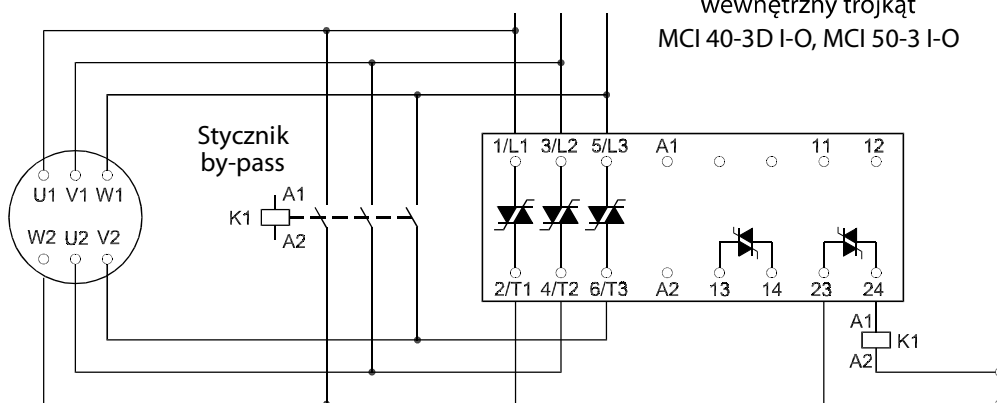 wewnętrzny trójkąt
MCI 40-3D I-O, MCI 50-3 I-O
Stycznik
by-pass
1/L1 3/L2 5/L3 A1 11 12
U1 V1 W1
A1
K1
A2
W2 U2 V2
2/T1 4/T2 6/T3 A2 13 14 23 24
A1
K1
A2